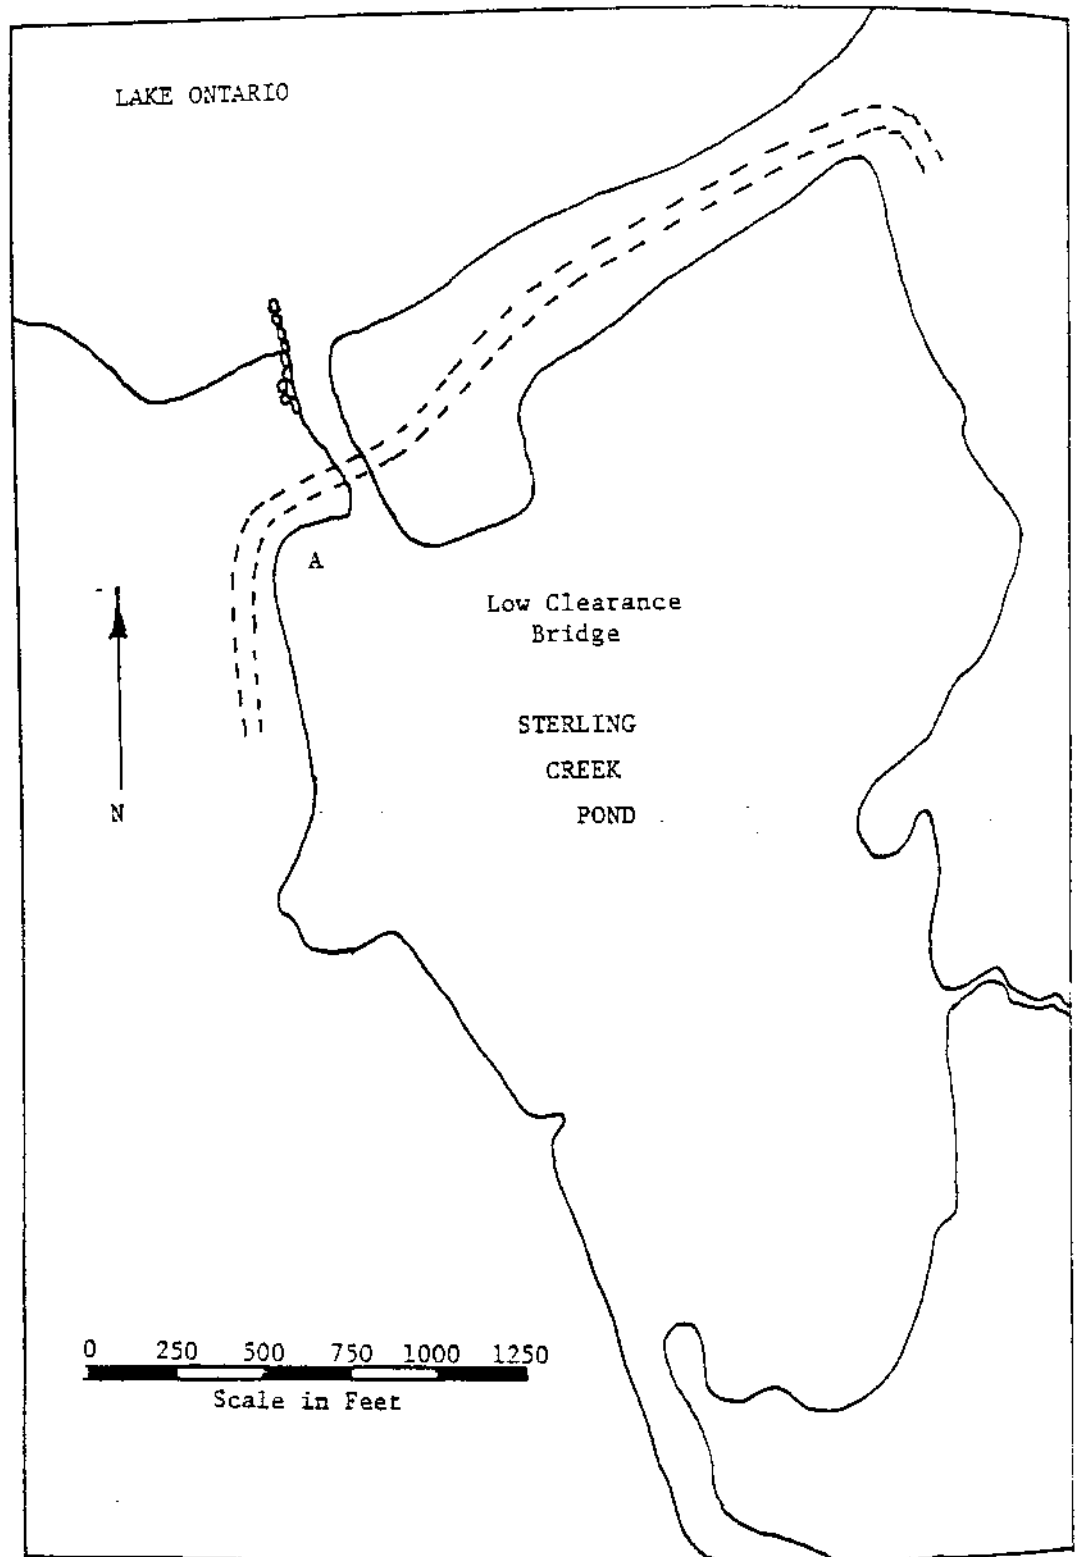 LAKE ONTARIO
A
Low Clearance
Bridge
STERLING
CREEK
POND
N
0 250 500 750 1000 1250
Scale in Feet